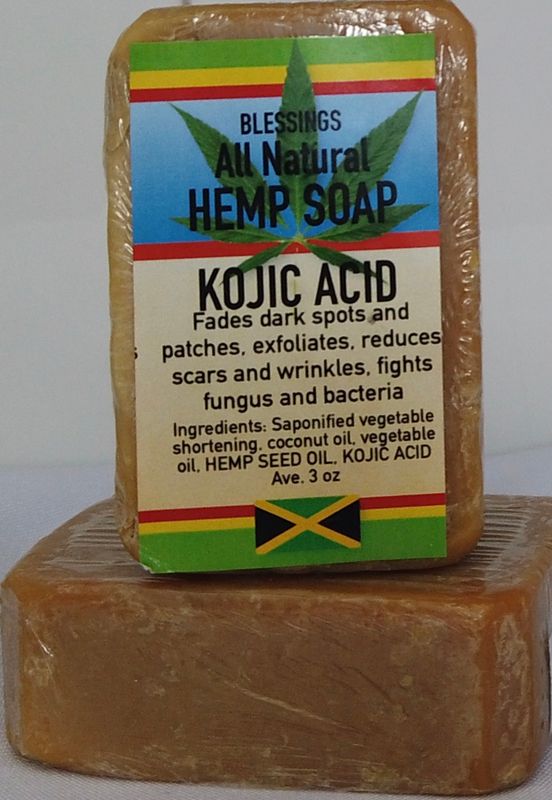 BLESSINGS
All Natural
HEMP SOAP
KOJIC ACID
Fades dark spots and
patches, exfoliates, reduces
scars and wrinkles, fights
fungus and bacteria
Ingredients: Saponified vegetable
shortening, coconut oil, vegetable
oil, HEMP SEED OIL, KOJIC ACID
Ave. 3 oz